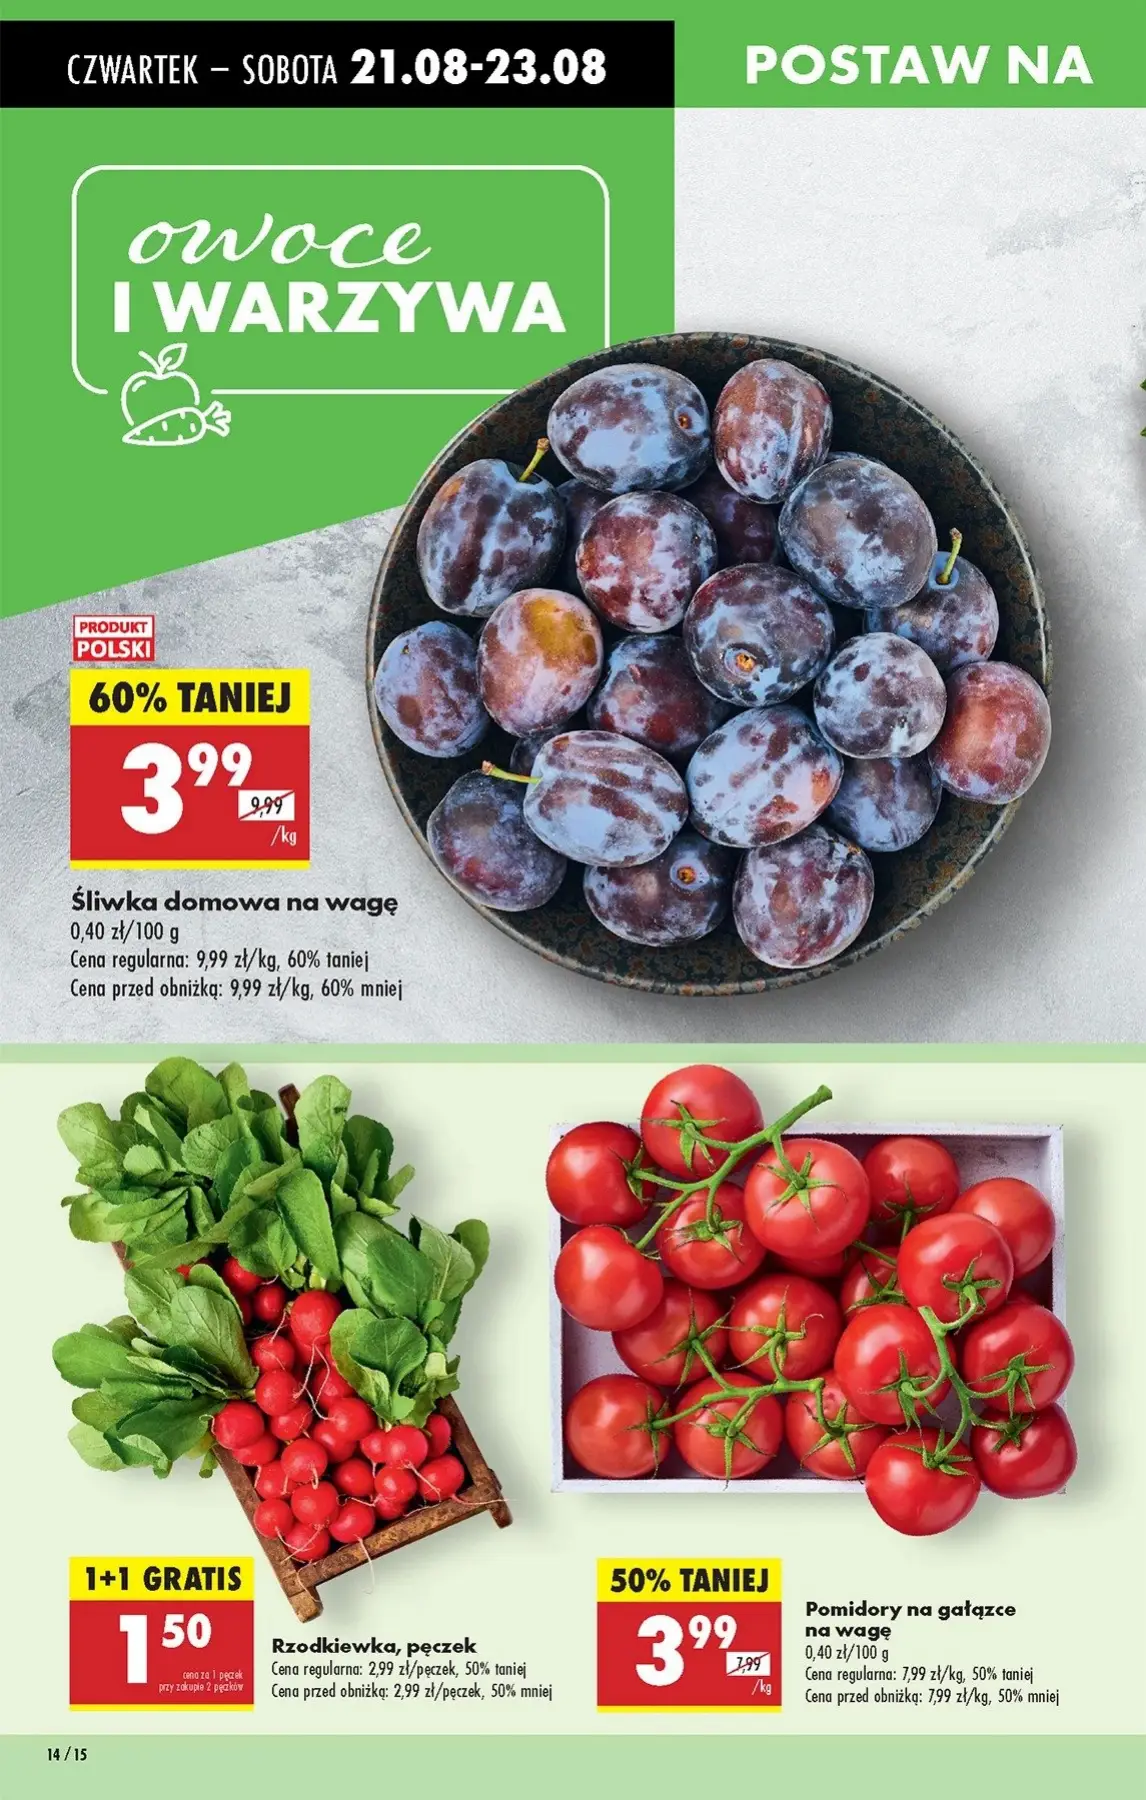 CZWARTEK – SOBOTA 21.08-23.08
POSTAW NA
owoce
I WARZYWA
PRODUKT
POLSKI
60% TANIEJ
3 99
9,99
/kg
Śliwka domowa na wagę
0,40 zł/100 g
Cena regularna: 9,99 zł/kg, 60% taniej
Cena przed obniżką: 9,99 zł/kg, 60% mniej
1+1 GRATIS
1 50
cena za 1 pęczek
przy zakupie 2 pęczków
Rzodkiewka, pęczek
Cena regularna: 2,99 zł/pęczek, 50% taniej
Cena przed obniżką: 2,99 zł/pęczek, 50% mniej
50% TANIEJ
3 99
7,99
/kg
Pomidory na gałązce
na wagę
0,40 zł/100 g
Cena regularna: 7,99 zł/kg, 50% taniej
Cena przed obniżką: 7,99 zł/kg, 50% mniej
14 / 15